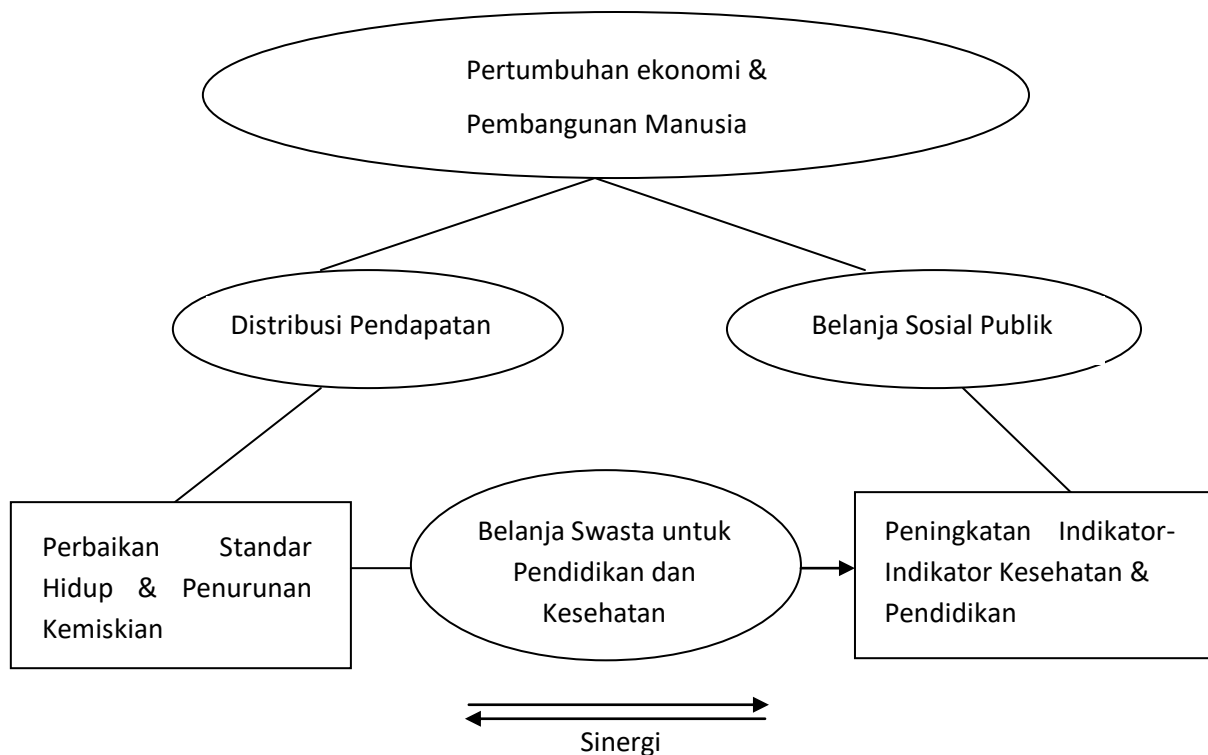 Pertumbuhan ekonomi &
Pembangunan Manusia
Distribusi Pendapatan
Belanja Sosial Publik
Perbaikan Standar
Hidup & Penurunan
Kemiskian
Belanja Swasta untuk
Pendidikan dan
Kesehatan
Peningkatan Indikator-
Indikator Kesehatan &
Pendidikan
Sinergi